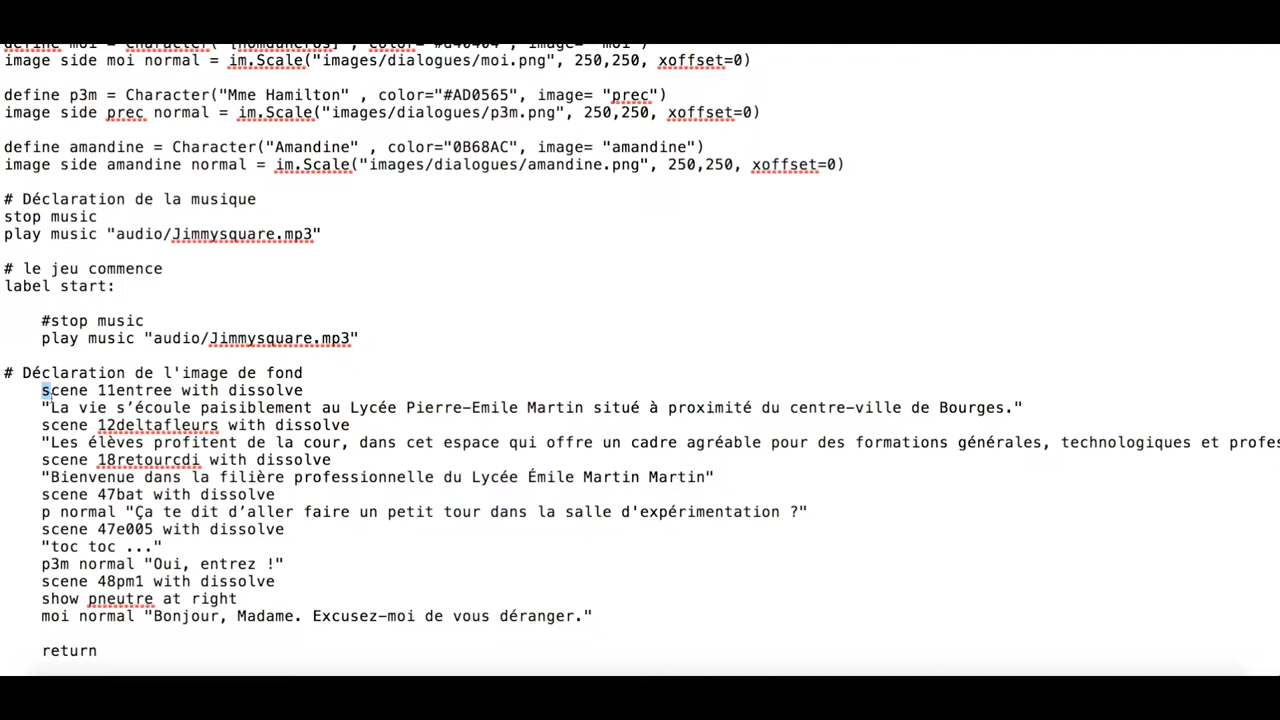 define moi = Character( [nomduheros] , color= "#d40404", image= "moi")
image side moi normal = im.Scale("images/dialogues/moi.png", 250,250, xoffset=0)
define p3m = Character("Mme Hamilton" , color="#AD0565", image= "prec")
image side prec normal = im.Scale("images/dialogues/p3m.png", 250,250, xoffset=0)
define amandine = Character("Amandine" , color="0B68AC", image= "amandine")
image side amandine normal = im.Scale("images/dialogues/amandine.png", 250,250, xoffset=0)
# Déclaration de la musique
stop music
play music "audio/Jimmysquare.mp3"
# le jeu commence
label start:
#stop music
play music "audio/Jimmysquare.mp3"
# Déclaration de l'image de fond
scene 11entree with dissolve
"La vie s’écoule paisiblement au Lycée Pierre-Emile Martin situé à proximité du centre-ville de Bourges."
scene 12deltafleurs with dissolve
"Les élèves profitent de la cour, dans cet espace qui offre un cadre agréable pour des formations générales, technologiques et profes
scene 18retourcdi with dissolve
"Bienvenue dans la filière professionnelle du Lycée Émile Martin Martin"
scene 47bat with dissolve
p normal "Ça te dit d’aller faire un petit tour dans la salle d'expérimentation ?"
scene 47e005 with dissolve
"toc toc ..."
p3m normal "Oui, entrez !"
scene 48pm1 with dissolve
show pneutre at right
moi normal "Bonjour, Madame. Excusez-moi de vous déranger."
return